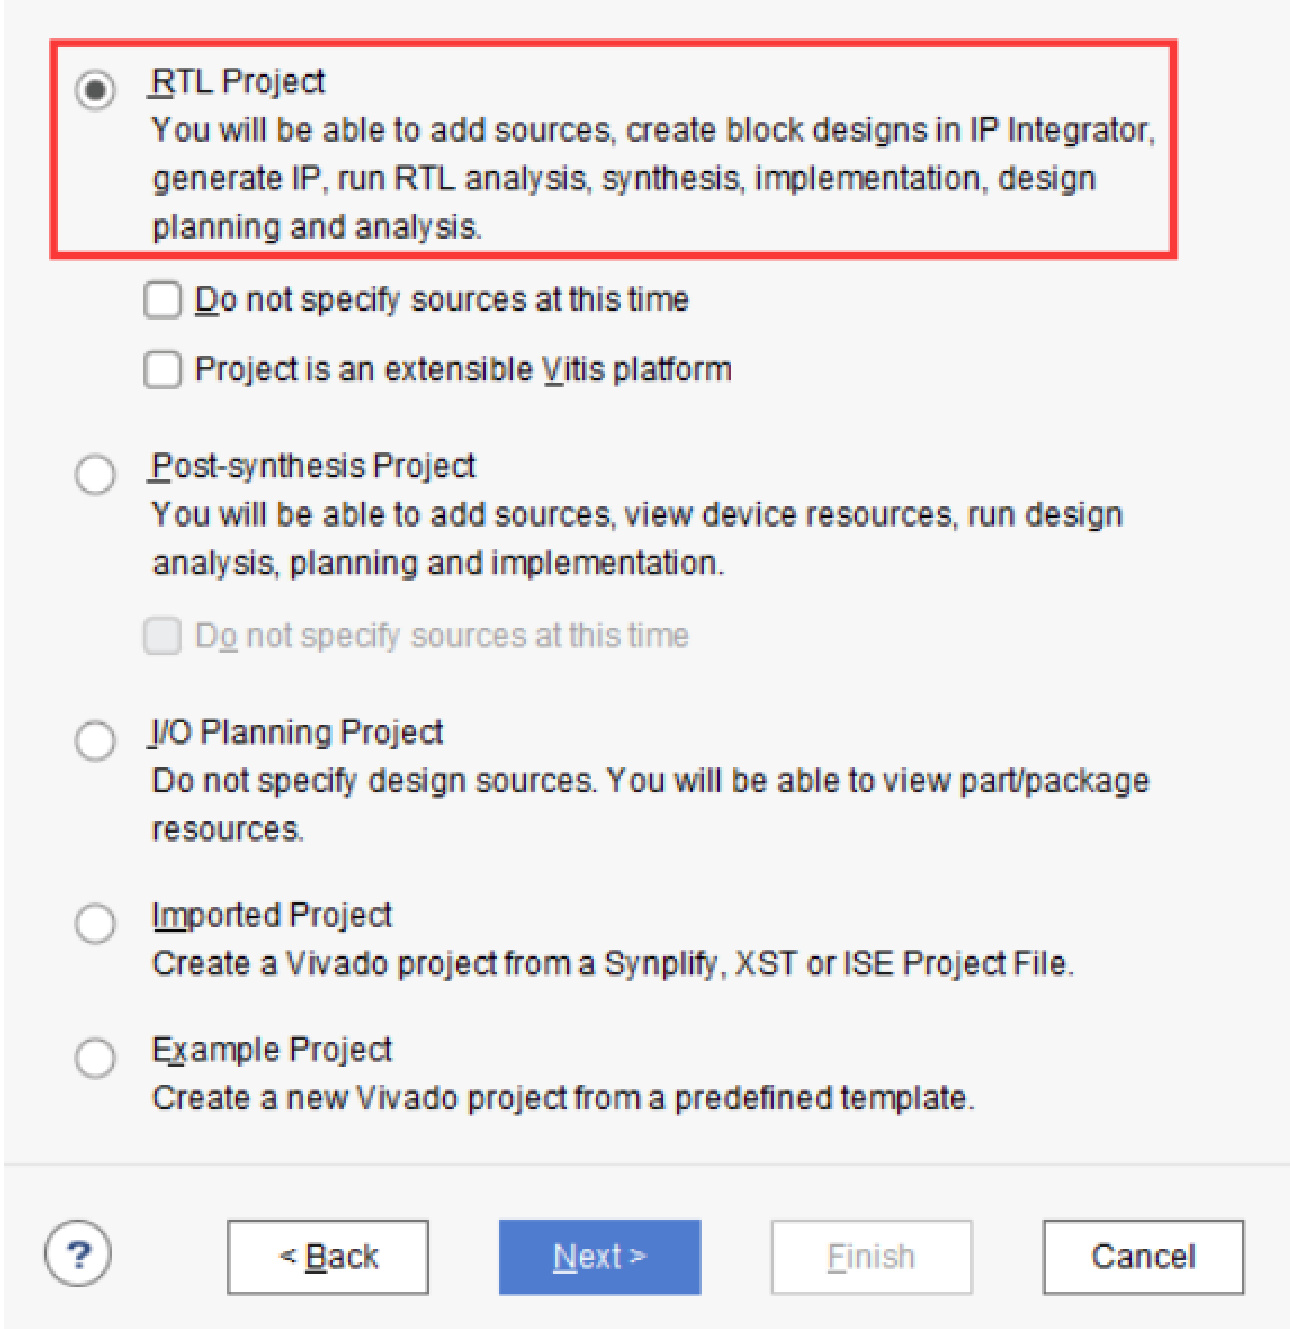 RTL Project
You will be able to add sources, create block designs in IP Integrator,
generate IP, run RTL analysis, synthesis, implementation, design
planning and analysis.
Do not specify sources at this time
Project is an extensible Vitis platform
Post-synthesis Project
You will be able to add sources, view device resources, run design
analysis, planning and implementation.
Do not specify sources at this time
I/O Planning Project
Do not specify design sources. You will be able to view part/package
resources.
Imported Project
Create a Vivado project from a Synplify, XST or ISE Project File.
Example Project
Create a new Vivado project from a predefined template.
? < Back Next > Finish Cancel